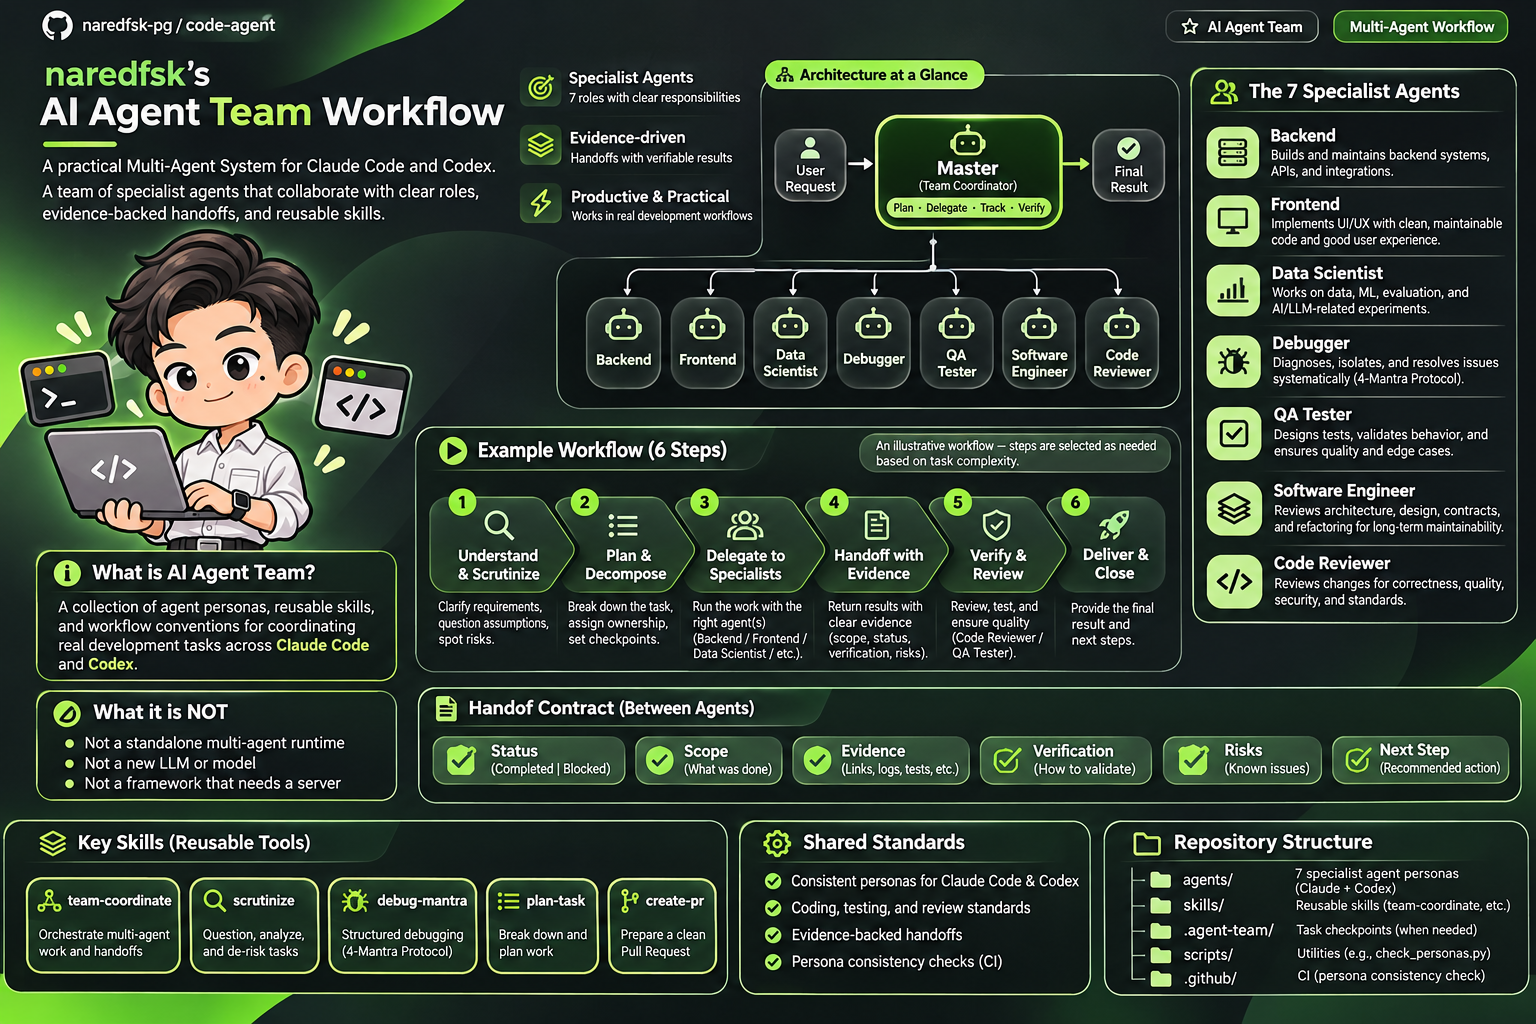 naredfsk-pg / code-agent
AI Agent Team
Multi-Agent Workflow
naredfsk's
AI Agent Team Workflow
A practical Multi-Agent System for Claude Code and Codex.
A team of specialist agents that collaborate with clear roles,
evidence-backed handoffs, and reusable skills.
Specialist Agents
7 roles with clear responsibilities
Evidence-driven
Handoffs with verifiable results
Productive & Practical
Works in real development workflows
Architecture at a Glance
User
Request
Master
(Team Coordinator)
Plan · Delegate · Track · Verify
Final
Result
Backend
Frontend
Data
Scientist
Debugger
QA
Tester
Software
Engineer
Code
Reviewer
The 7 Specialist Agents
Backend
Builds and maintains backend systems,
APIs, and integrations.
Frontend
Implements UI/UX with clean, maintainable
code and good user experience.
Data Scientist
Works on data, ML, evaluation, and
AI/LLM-related experiments.
Debugger
Diagnoses, isolates, and resolves issues
systematically (4-Mantra Protocol).
QA Tester
Designs tests, validates behavior, and
ensures quality and edge cases.
Software Engineer
Reviews architecture, design, contracts,
and refactoring for long-term maintainability.
Code Reviewer
Reviews changes for correctness, quality,
security, and standards.
>_
</>
</>
What is AI Agent Team?
A collection of agent personas, reusable skills,
and workflow conventions for coordinating
real development tasks across Claude Code
and Codex.
What it is NOT
Not a standalone multi-agent runtime
Not a new LLM or model
Not a framework that needs a server
Example Workflow (6 Steps)
An illustrative workflow — steps are selected as needed
based on task complexity.
1
Understand
& Scrutinize
Clarify requirements,
question assumptions,
spot risks.
2
Plan &
Decompose
Break down the task,
assign ownership,
set checkpoints.
3
Delegate to
Specialists
Run the work with the
right agent(s)
(Backend / Frontend /
Data Scientist / etc.).
4
Handoff with
Evidence
Return results with
clear evidence
(scope, status,
verification, risks).
5
Verify &
Review
Review, test, and
ensure quality
(Code Reviewer /
QA Tester).
6
Deliver &
Close
Provide the final
result and
next steps.
Handof Contract (Between Agents)
Status
(Completed | Blocked)
Scope
(What was done)
Evidence
(Links, logs, tests, etc.)
Verification
(How to validate)
Risks
(Known issues)
Next Step
(Recommended action)
Key Skills (Reusable Tools)
team-coordinate
Orchestrate multi-agent
work and handoffs
scrutinize
Question, analyze,
and de-risk tasks
debug-mantra
Structured debugging
(4-Mantra Protocol)
plan-task
Break down and
plan work
create-pr
Prepare a clean
Pull Request
Shared Standards
Consistent personas for Claude Code & Codex
Coding, testing, and review standards
Evidence-backed handoffs
Persona consistency checks (CI)
Repository Structure
agents/
7 specialist agent personas
(Claude + Codex)
skills/
Reusable skills (team-coordinate, etc.)
.agent-team/
Task checkpoints (when needed)
scripts/
Utilities (e.g., check_personas.py)
.github/
CI (persona consistency check)